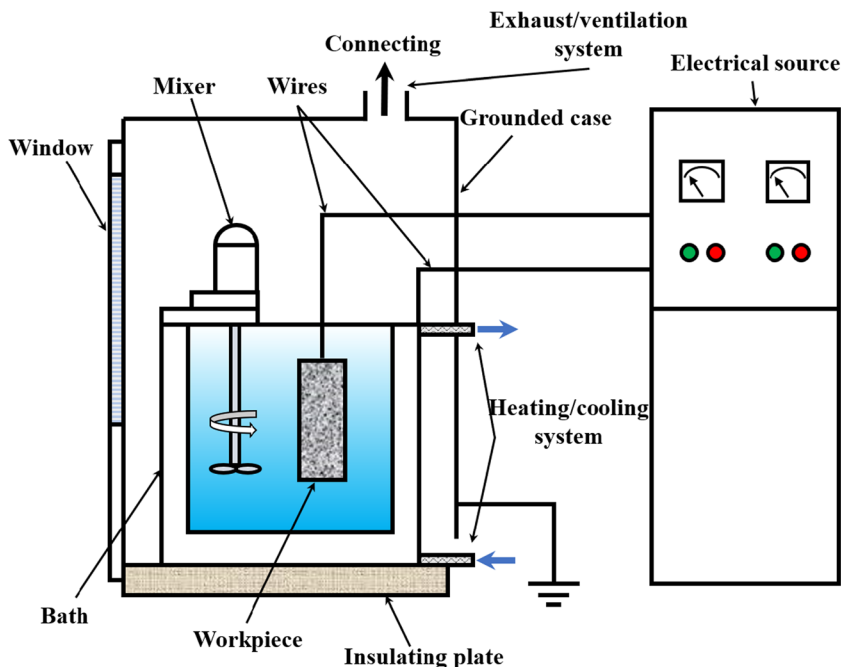 Exhaust/ventilation
system
Connecting
Electrical source
Mixer
Wires
Grounded case
Window
Heating/cooling
system
Bath
Workpiece
Insulating plate